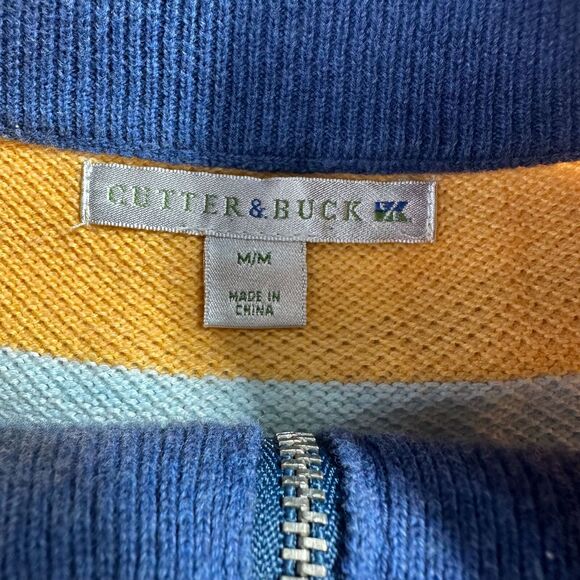 CUTTER & BUCK
M/M
MADE IN
CHINA